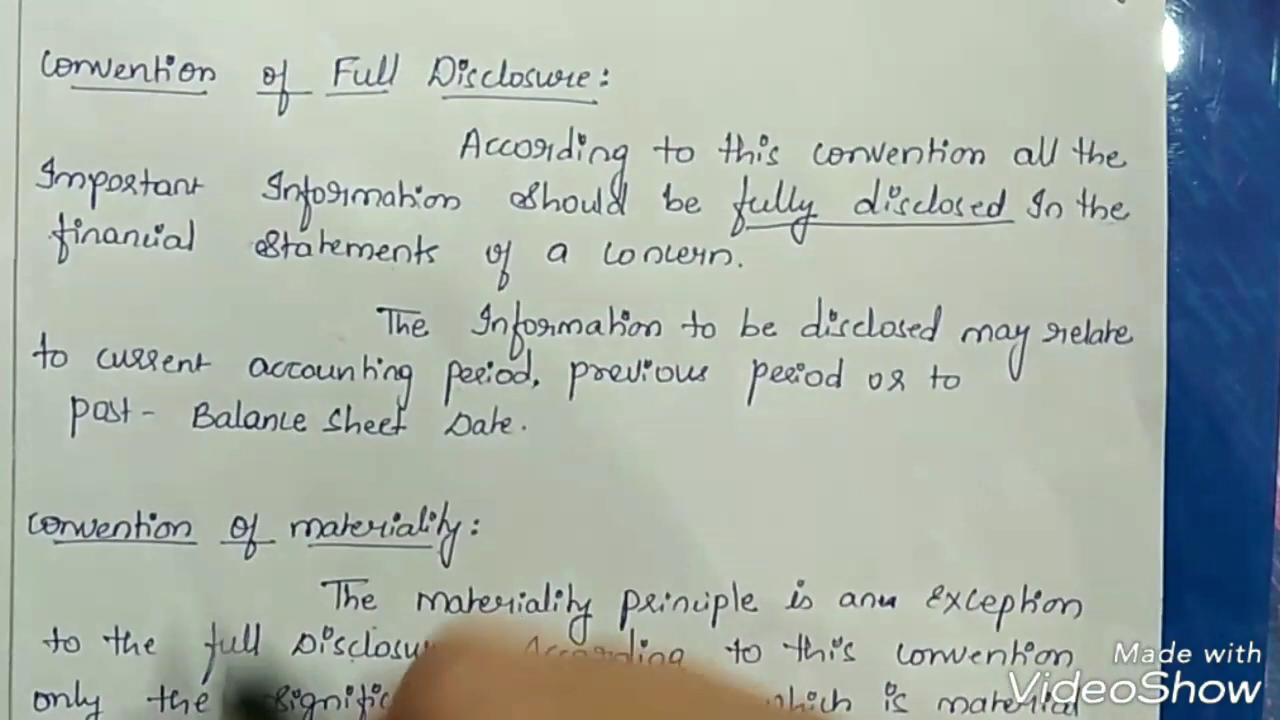 Convention of Full Disclosure:
According to this convention all the
Important Information should be fully disclosed In the
financial statements of a concern.
The Information to be disclosed may relate
to current accounting period, previous period or to
past- Balance sheet Date.
Convention of materiality:
The materiality principle is an exception
to the full Disclosu According to this convention
only the which is material
Made with
VideoShow